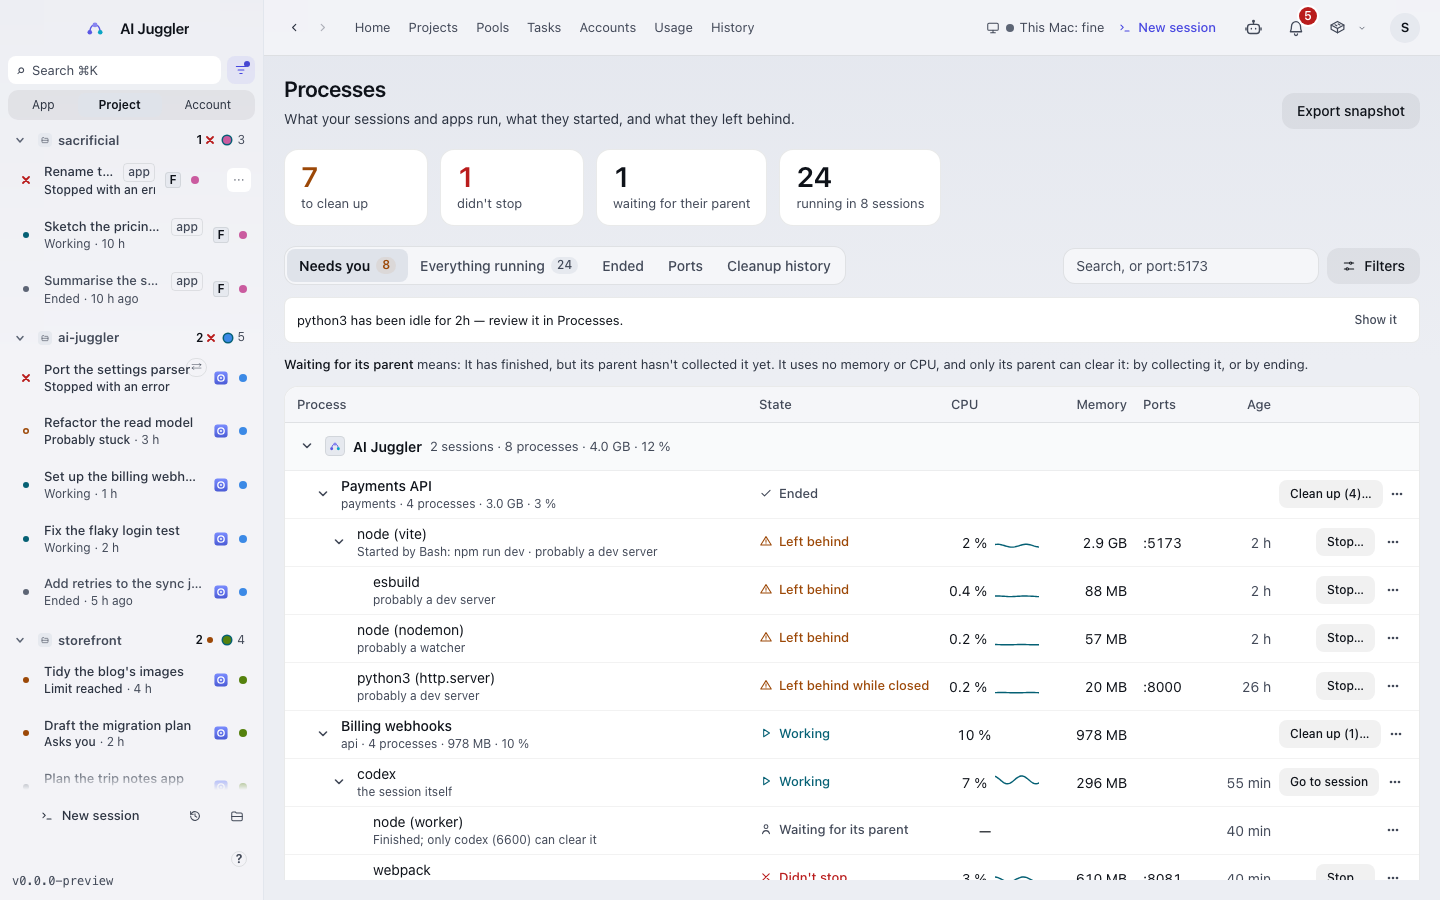 AI Juggler
Search ⌘K
App Project Account
sacrificial 1 3
Rename t... app F
Stopped with an er
Sketch the pricin... app F
Working · 10 h
Summarise the s... app F
Ended · 10 h ago
ai-juggler 2 5
Port the settings parser
Stopped with an error
Refactor the read model
Probably stuck · 3 h
Set up the billing webh...
Working · 1 h
Fix the flaky login test
Working · 2 h
Add retries to the sync j...
Ended · 5 h ago
storefront 2 4
Tidy the blog's images
Limit reached · 4 h
Draft the migration plan
Asks you · 2 h
Plan the trip notes app
New session
?
v0.0.0-preview
Home Projects Pools Tasks Accounts Usage History
This Mac: fine New session 5 S
Processes
What your sessions and apps run, what they started, and what they left behind.
Export snapshot
7 to clean up
1 didn't stop
1 waiting for their parent
24 running in 8 sessions
Needs you 8 Everything running 24 Ended Ports Cleanup history
Search, or port:5173 Filters
python3 has been idle for 2h — review it in Processes. Show it
Waiting for its parent means: It has finished, but its parent hasn't collected it yet. It uses no memory or CPU, and only its parent can clear it: by collecting it, or by ending.
Process State CPU Memory Ports Age
AI Juggler 2 sessions · 8 processes · 4.0 GB · 12 %
Payments API Ended Clean up (4)...
payments · 4 processes · 3.0 GB · 3 %
node (vite) Left behind 2 % 2.9 GB :5173 2 h Stop...
Started by Bash: npm run dev · probably a dev server
esbuild Left behind 0.4 % 88 MB 2 h Stop...
probably a dev server
node (nodemon) Left behind 0.2 % 57 MB 2 h Stop...
probably a watcher
python3 (http.server) Left behind while closed 0.2 % 20 MB :8000 26 h Stop...
probably a dev server
Billing webhooks Working 10 % 978 MB Clean up (1)...
api · 4 processes · 978 MB · 10 %
codex Working 7 % 296 MB 55 min Go to session
the session itself
node (worker) Waiting for its parent — 40 min
Finished; only codex (6600) can clear it
webpack Didn't stop 3 % 610 MB :8081 40 min Stop...